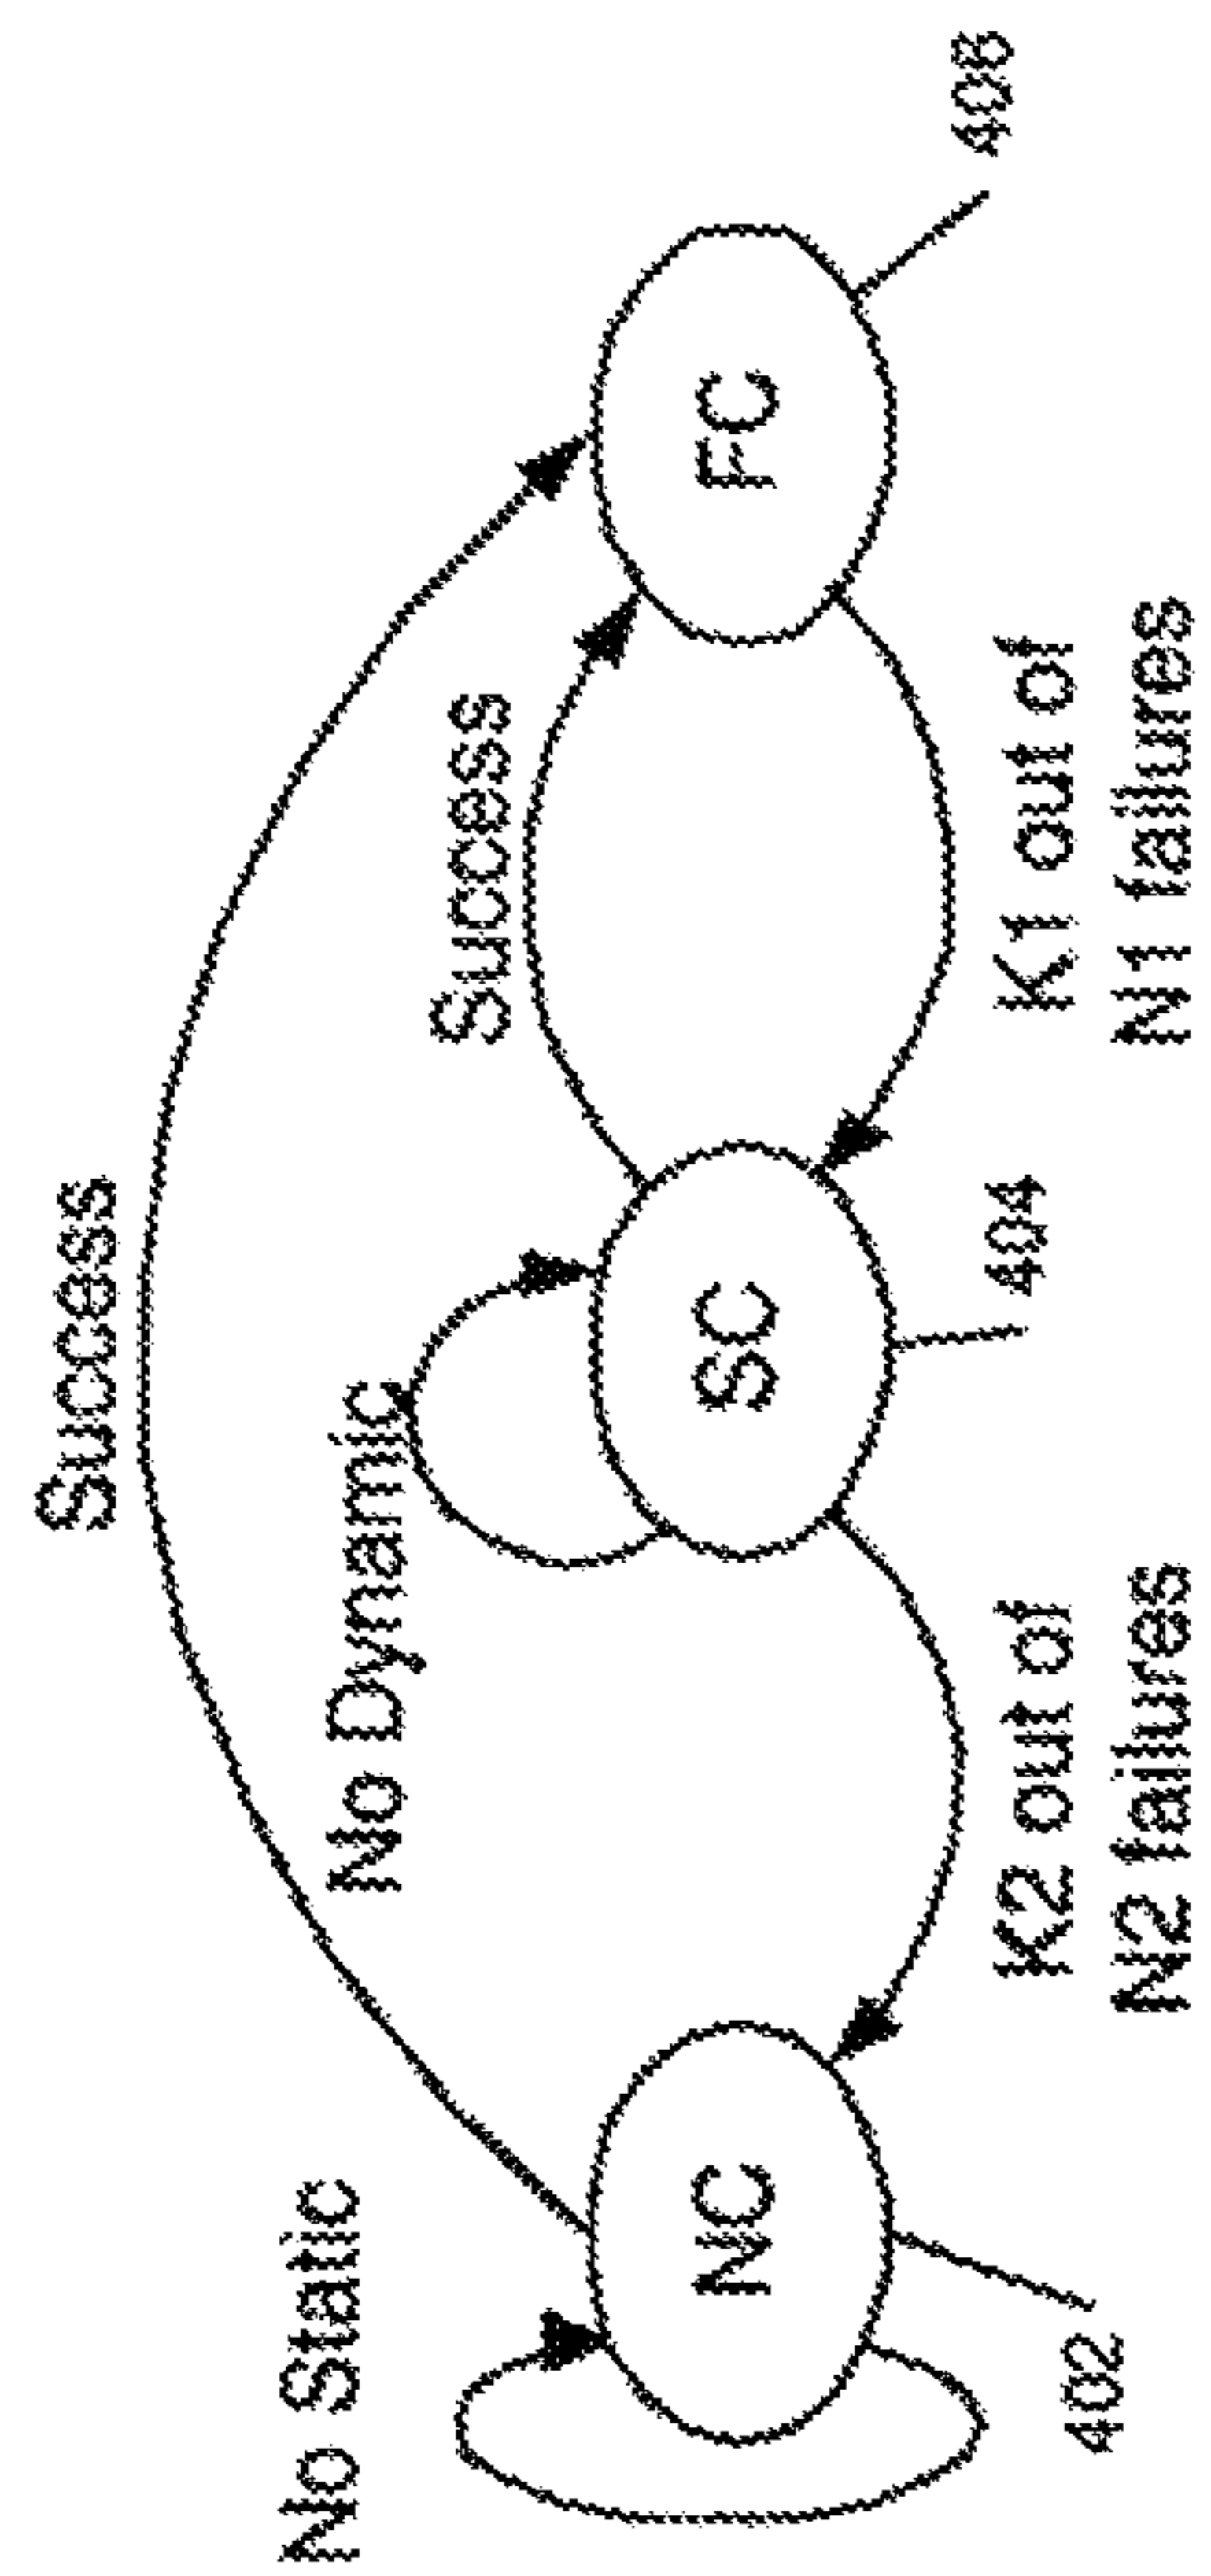 Success
No Static
No Dynamic
Success
NC
SC
FC
402
K2 out of
N2 failures
404
K1 out of
N1 failures
408